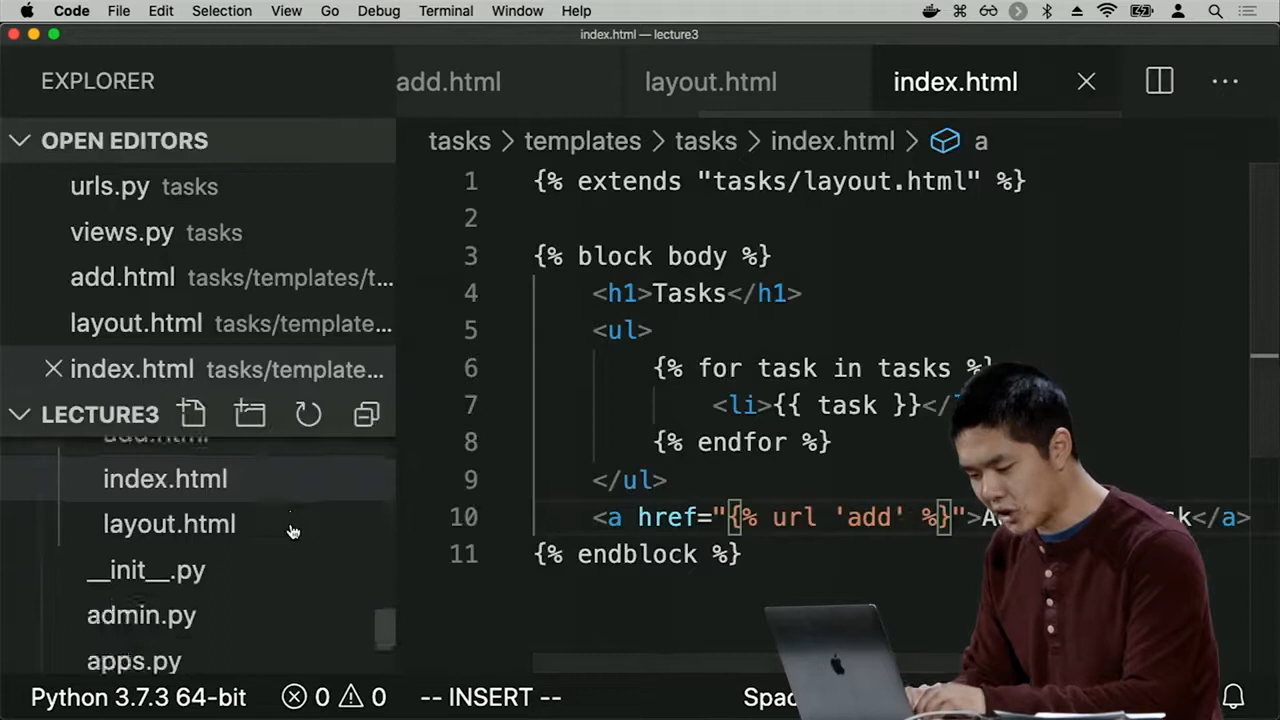 Code File Edit Selection View Go Debug Terminal Window Help
index.html — lecture3
EXPLORER
add.html layout.html index.html
OPEN EDITORS
urls.py tasks
views.py tasks
add.html tasks/templates/t...
layout.html tasks/template...
index.html tasks/template...
LECTURE3
add.html
index.html
layout.html
__init__.py
admin.py
apps.py
tasks > templates > tasks > index.html > a
1 {% extends "tasks/layout.html" %}
2
3 {% block body %}
4 <h1>Tasks</h1>
5 <ul>
6 {% for task in tasks %}
7 <li>{{ task }}</
8 {% endfor %}
9 </ul>
10 <a href="{% url 'add' %}">A k</a>
11 {% endblock %}
Python 3.7.3 64-bit 0 0 -- INSERT -- Spac